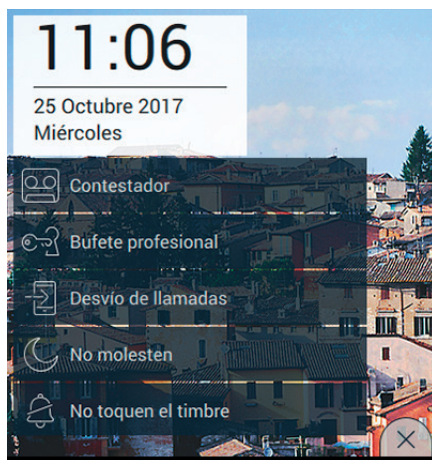 11:06
25 Octubre 2017
Miércoles
Contestador
Bufete profesional
Desvío de llamadas
No molesten
No toquen el timbre